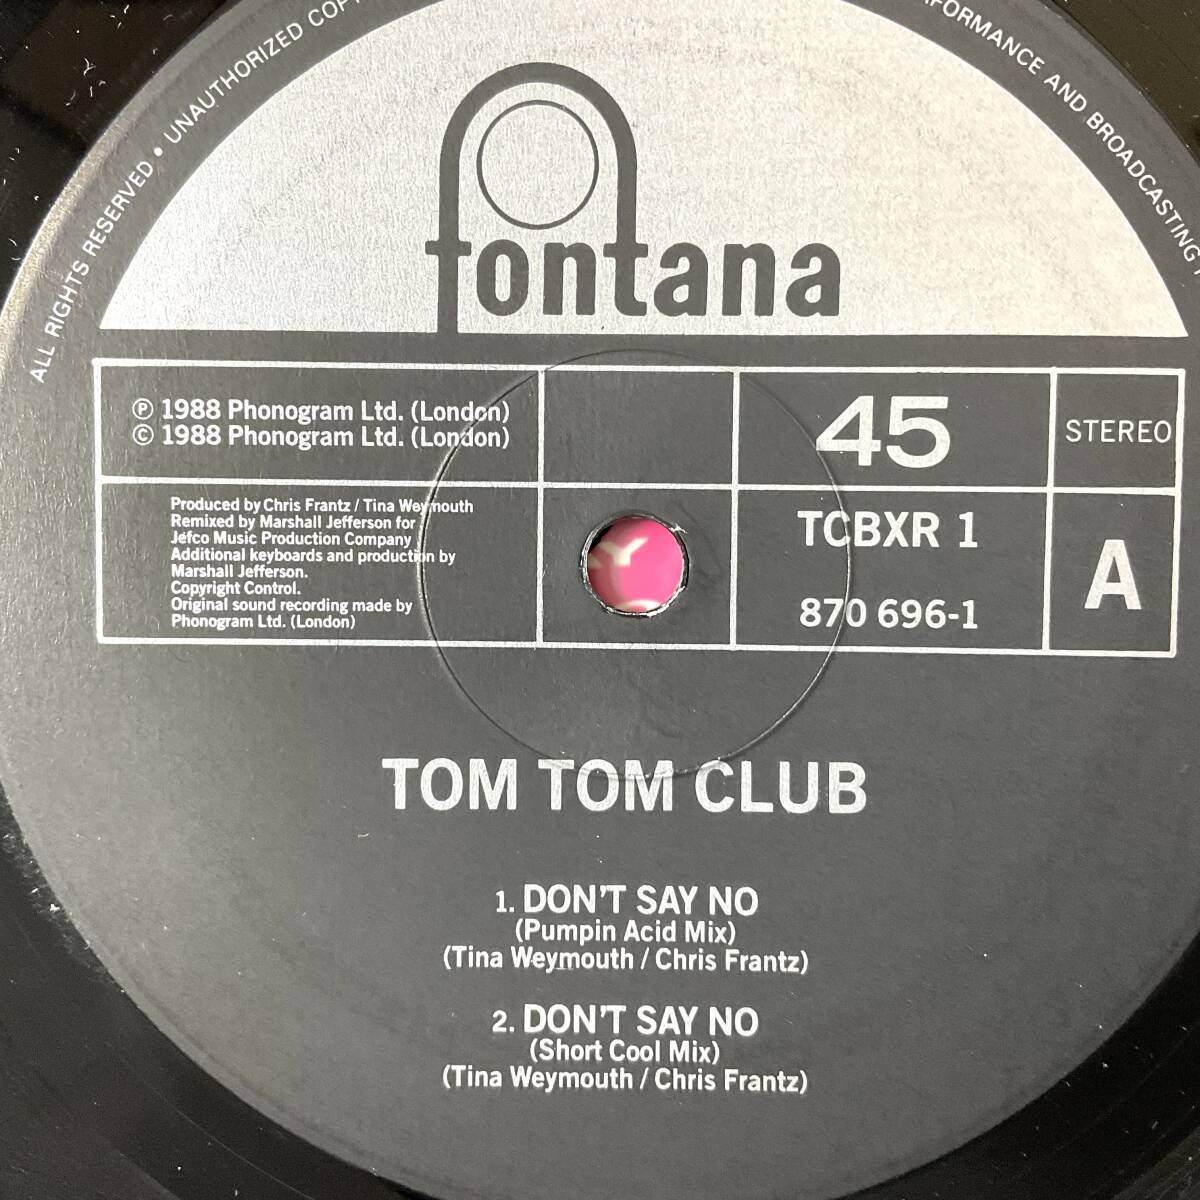 ALL RIGHTS RESERVED • UNAUTHORIZED
AND BROADCASTING
fontana
Ⓟ 1988 Phonogram Ltd. (London)
© 1988 Phonogram Ltd. (London)
45
STEREO
Produced by Chris Frantz / Tina Weymouth
Remixed by Marshall Jefferson for
Jefco Music Production Company
Additional keyboards and production by
Marshall Jefferson.
Copyright Control.
Original sound recording made by
Phonogram Ltd. (London)
TCBXR 1
870 696-1
A
TOM TOM CLUB
1. DON'T SAY NO
(Pumpin Acid Mix)
(Tina Weymouth / Chris Frantz)
2. DON'T SAY NO
(Short Cool Mix)
(Tina Weymouth / Chris Frantz)